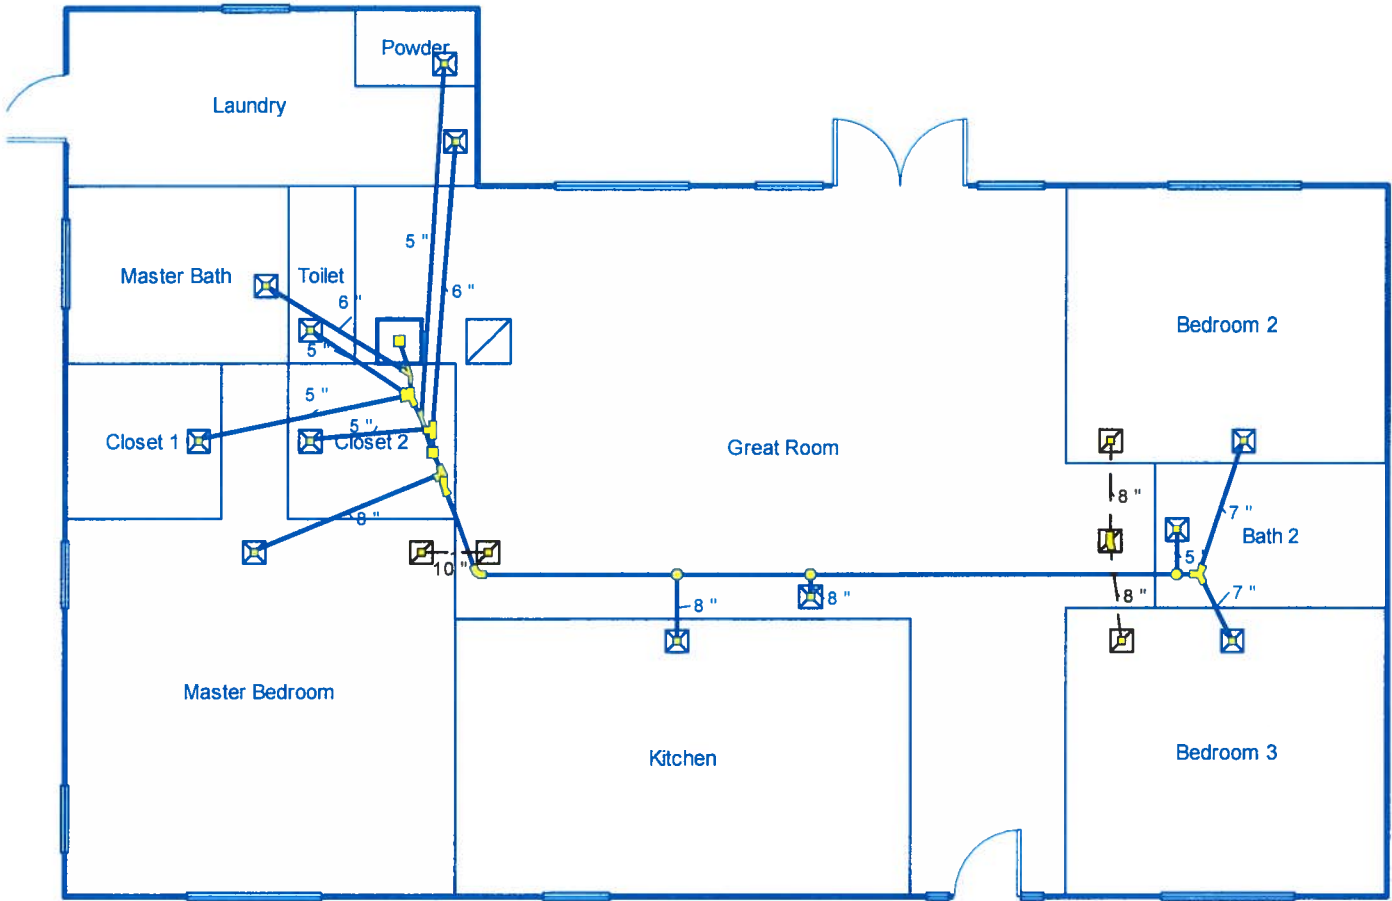 Powder
Laundry
5 "
Master Bath
Toilet
6 "
6 "
Bedroom 2
5 "
5 "
5 "
Closet 1
Closet 2
Great Room
8 "
7 "
8 "
Bath 2
10 "
5 "
8 "
8 "
8 "
7 "
Master Bedroom
Kitchen
Bedroom 3